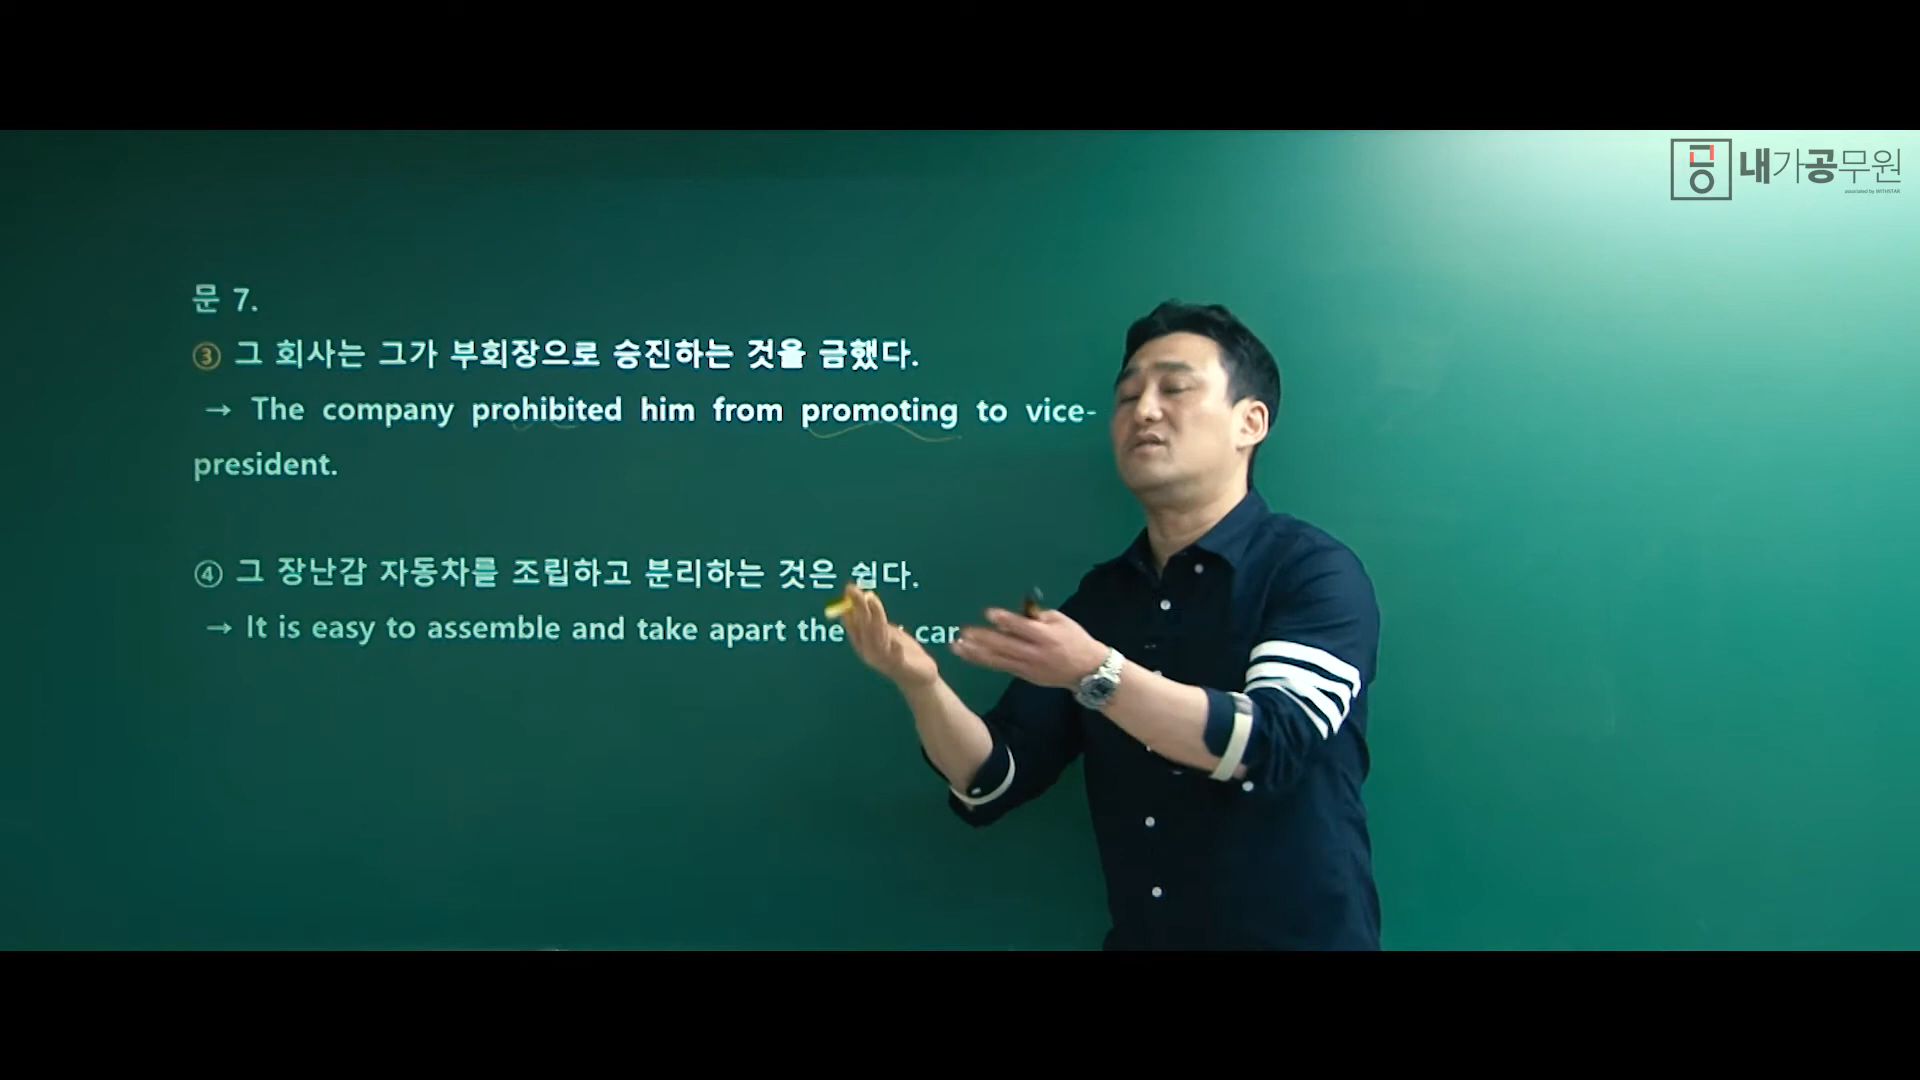 내가공무원
문 7.
③ 그 회사는 그가 부회장으로 승진하는 것을 금했다.
→ The company prohibited him from promoting to vice-
president.
④ 그 장난감 자동차를 조립하고 분리하는 것은 쉽다.
→ It is easy to assemble and take apart the car.